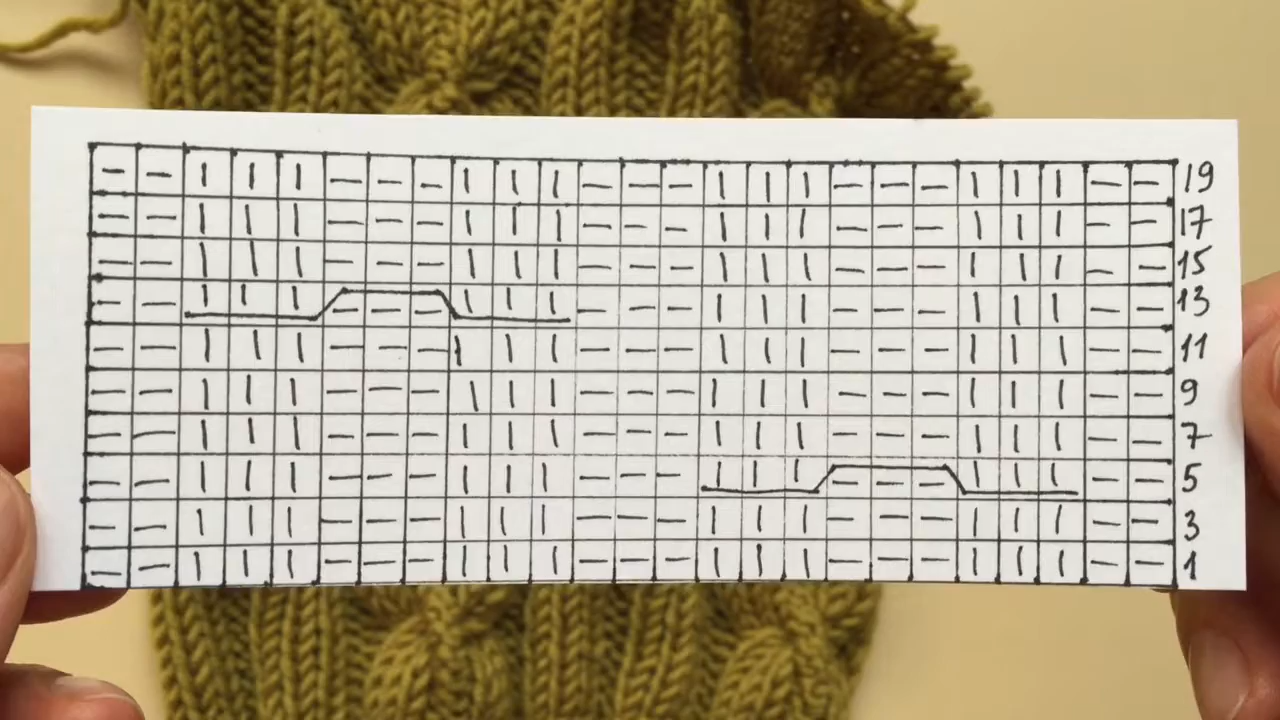 — — | | | — — — | | | — — — | | | — — — | | | — — 19
— — | | | — — — | | | — — — | | | — — — | | | — — 17
— — | | | — — — | | | — — — | | | — — — | | | — — 15
— — | | | — — — | | | — — — | | | — — — | | | — — 13
— — | | | — — — | | | — — — | | | — — — | | | — — 11
— — | | | — — — | | | — — — | | | — — — | | | — — 9
— — | | | — — — | | | — — — | | | — — — | | | — — 7
— — | | | — — — | | | — — — | | | — — — | | | — — 5
— — | | | — — — | | | — — — | | | — — — | | | — — 3
— — | | | — — — | | | — — — | | | — — — | | | — — 1